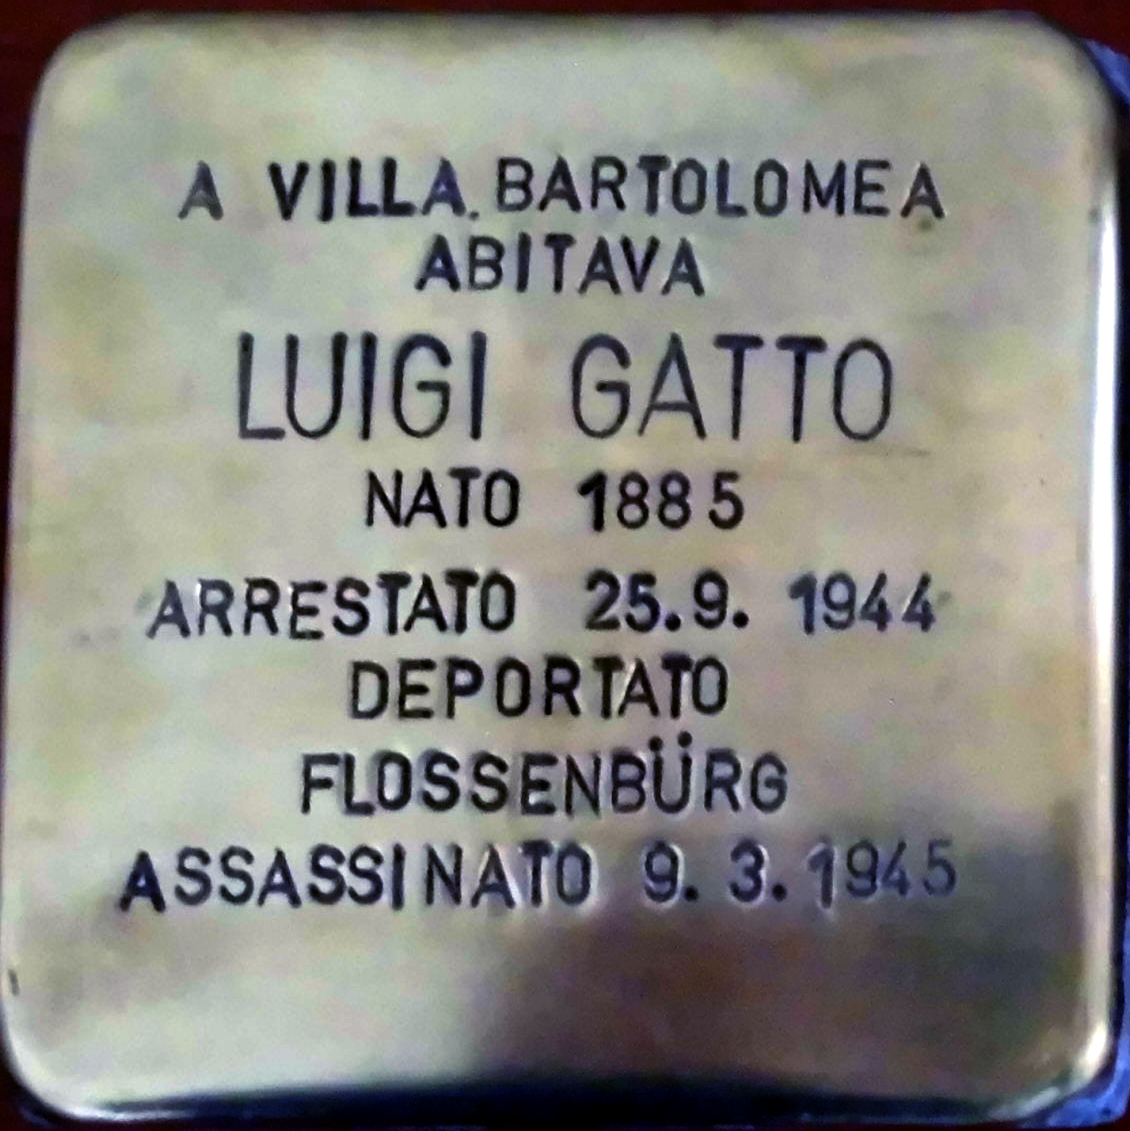 A VILLA BARTOLOMEA
ABITAVA
LUIGI GATTO
NATO 1885
ARRESTATO 25.9. 1944
DEPORTATO
FLOSSENBÜRG
ASSASSINATO 9. 3. 1945